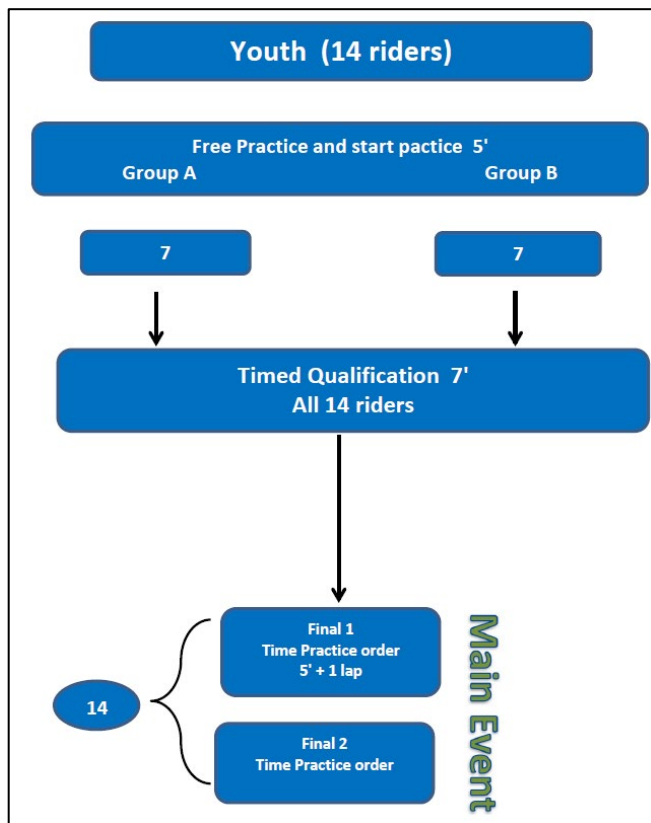 Youth (14 riders)
Free Practice and start pactice 5'
Group A Group B
7 7
Timed Qualification 7'
All 14 riders
Final 1
Time Practice order
5' + 1 lap
14
Final 2
Time Practice order
Main Event